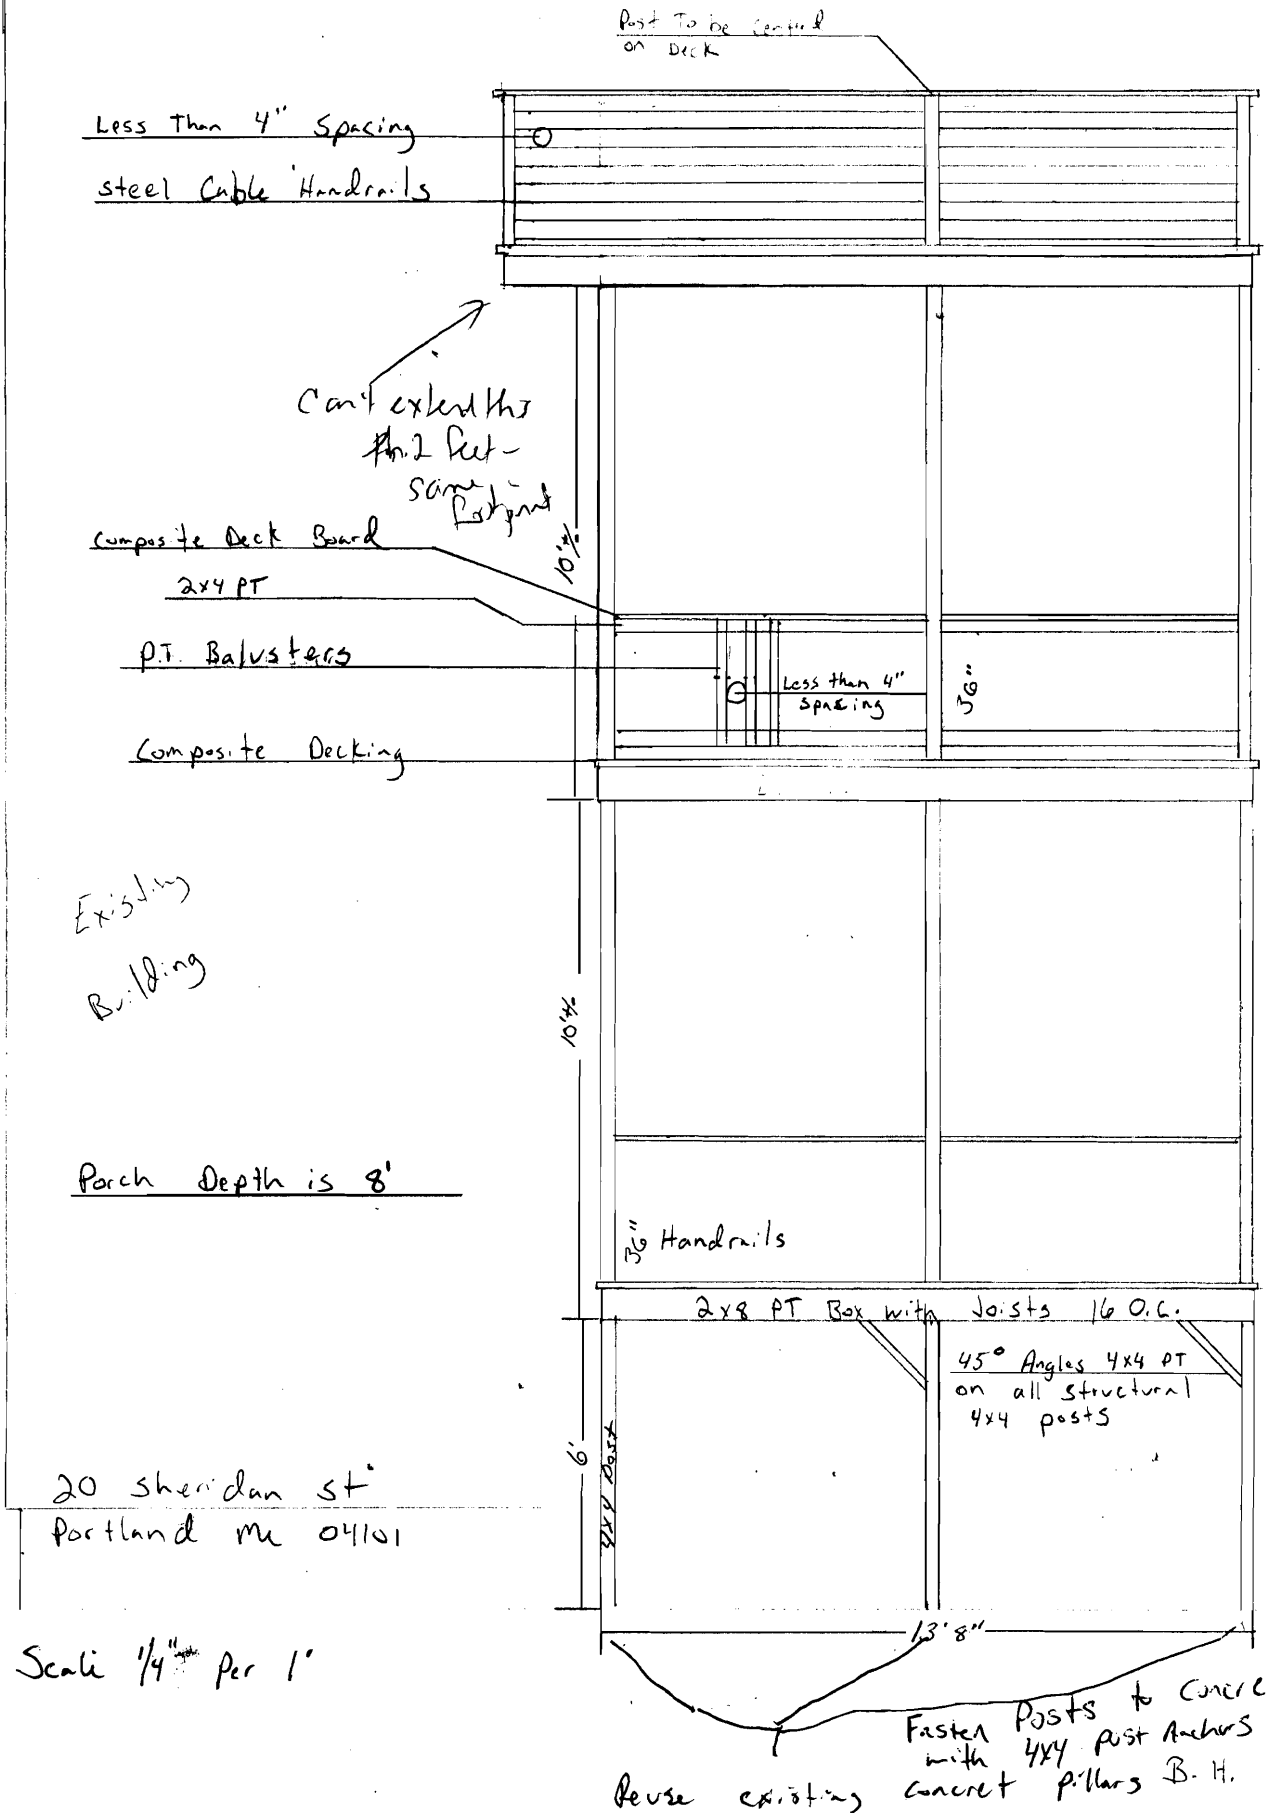 Post To be
on Deck
Less Than 4" Spacing
steel Cable Handrails
Can't extend this
2 feet -
same
footprint
10' +/-
Composite Deck Board
2x4 PT
P.T. Balusters
Less than 4"
spacing
36"
Composite Decking
Existing
Building
10' +/-
Porch Depth is 8'
36" Handrails
2x8 PT Box with Joists 16 O.C.
45° Angles 4x4 PT
on all structural
4x4 posts
6'
4x4 Post
20 sheridan st
Portland Me 04101
13' 8"
Scale 1/4" Per 1'
Fasten Posts to Concre
with 4x4 post Anchors
Reuse existing concret pillars B.H.